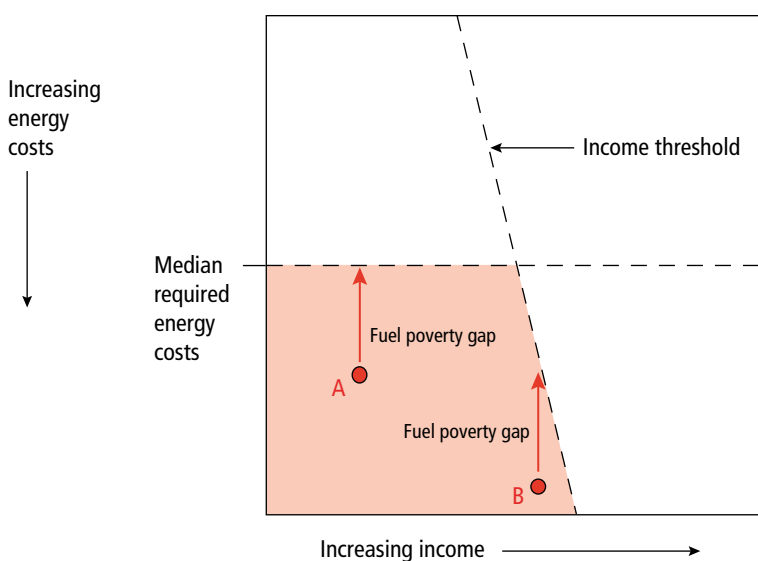 Increasing
energy
costs
Income threshold
Median
required
energy
costs
Fuel poverty gap
A
Fuel poverty gap
B
Increasing income